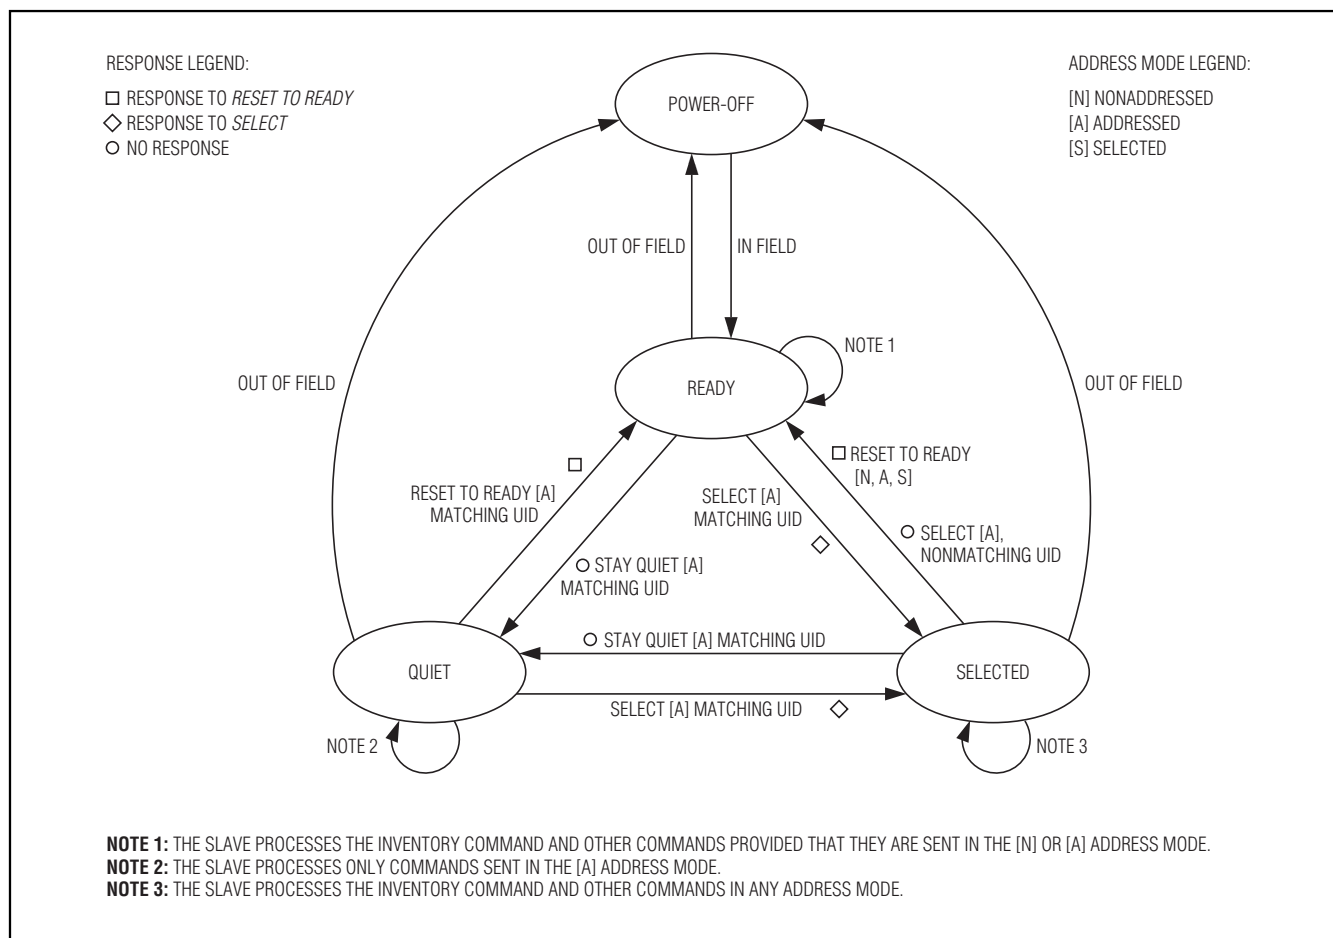 RESPONSE LEGEND:
RESPONSE TO RESET TO READY
RESPONSE TO SELECT
NO RESPONSE
ADDRESS MODE LEGEND:
[N] NONADDRESSED
[A] ADDRESSED
[S] SELECTED
POWER-OFF
OUT OF FIELD
IN FIELD
READY
NOTE 1
OUT OF FIELD
OUT OF FIELD
RESET TO READY [A]
MATCHING UID
STAY QUIET [A]
MATCHING UID
SELECT [A]
MATCHING UID
RESET TO READY
[N, A, S]
SELECT [A],
NONMATCHING UID
STAY QUIET [A] MATCHING UID
QUIET
SELECTED
SELECT [A] MATCHING UID
NOTE 2
NOTE 3
NOTE 1: THE SLAVE PROCESSES THE INVENTORY COMMAND AND OTHER COMMANDS PROVIDED THAT THEY ARE SENT IN THE [N] OR [A] ADDRESS MODE.
NOTE 2: THE SLAVE PROCESSES ONLY COMMANDS SENT IN THE [A] ADDRESS MODE.
NOTE 3: THE SLAVE PROCESSES THE INVENTORY COMMAND AND OTHER COMMANDS IN ANY ADDRESS MODE.